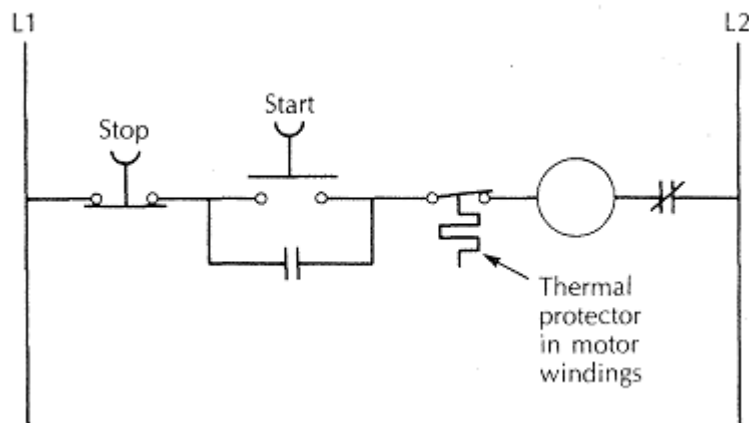 L1
L2
Start
Stop
Thermal
protector
in motor
windings